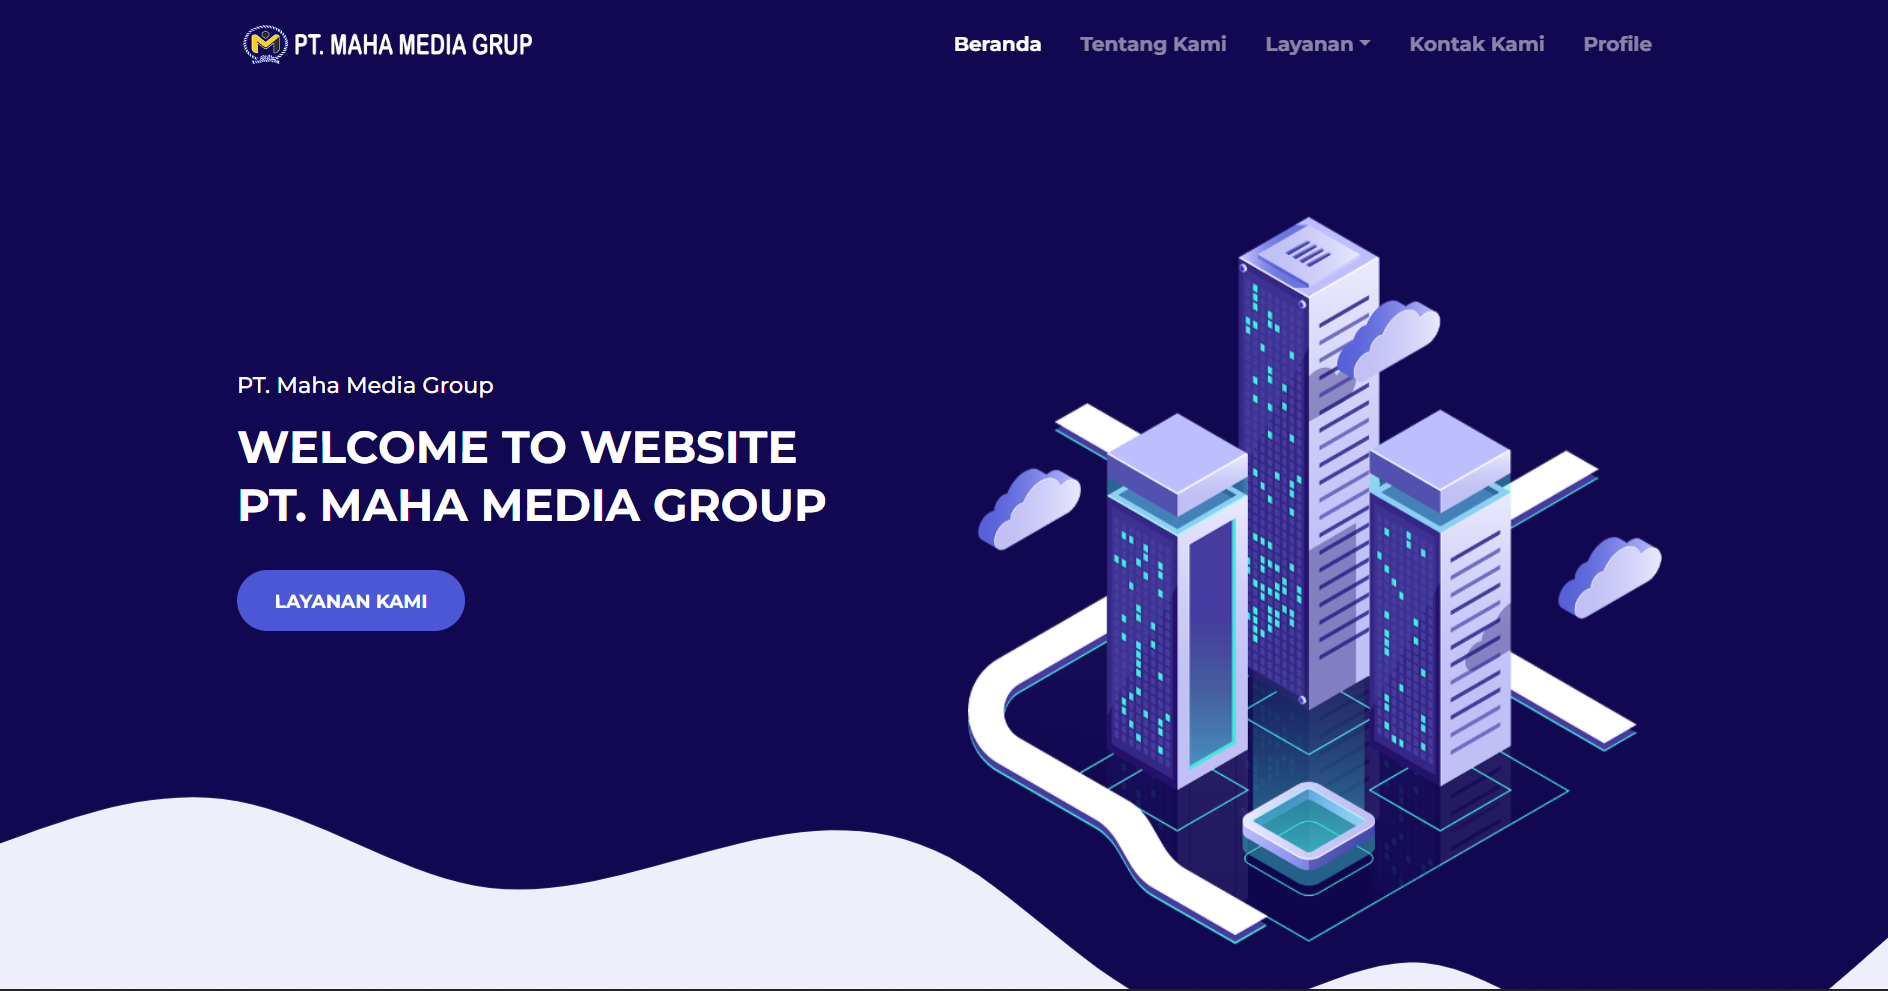 PT. MAHA MEDIA GRUP
Beranda
Tentang Kami
Layanan
Kontak Kami
Profile
PT. Maha Media Group
WELCOME TO WEBSITE
PT. MAHA MEDIA GROUP
LAYANAN KAMI